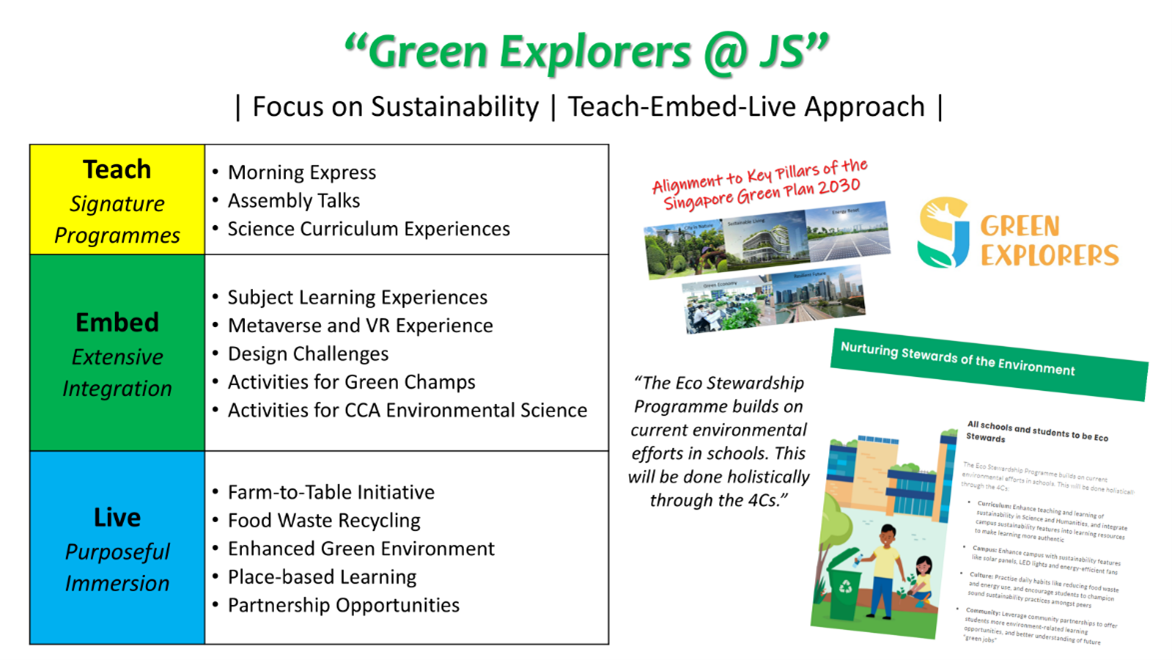 “Green Explorers @ JS”
| Focus on Sustainability | Teach-Embed-Live Approach |
Teach
Signature
Programmes
• Morning Express
• Assembly Talks
• Science Curriculum Experiences
Embed
Extensive
Integration
• Subject Learning Experiences
• Metaverse and VR Experience
• Design Challenges
• Activities for Green Champs
• Activities for CCA Environmental Science
Live
Purposeful
Immersion
• Farm-to-Table Initiative
• Food Waste Recycling
• Enhanced Green Environment
• Place-based Learning
• Partnership Opportunities
Alignment to Key Pillars of the
Singapore Green Plan 2030
City in Nature
Sustainable Living
Energy Reset
Green Economy
Resilient Future
GREEN
EXPLORERS
“The Eco Stewardship
Programme builds on
current environmental
efforts in schools. This
will be done holistically
through the 4Cs.”
Nurturing Stewards of the Environment
All schools and students to be Eco
Stewards
The Eco Stewardship Programme builds on current
environmental efforts in schools. This will be done holistically
through the 4Cs:
• Curriculum: Enhance teaching and learning of
sustainability in Science and Humanities, and integrate
campus sustainability features into learning resources
to make learning more authentic
• Campus: Enhance campus with sustainability features
like solar panels, LED lights and energy-efficient fans
• Culture: Practise daily habits like reducing food waste
and energy use, and encourage students to champion
sound sustainability practices amongst peers
• Community: Leverage community partnerships to offer
students more environment-related learning
opportunities, and better understanding of future
"green jobs"